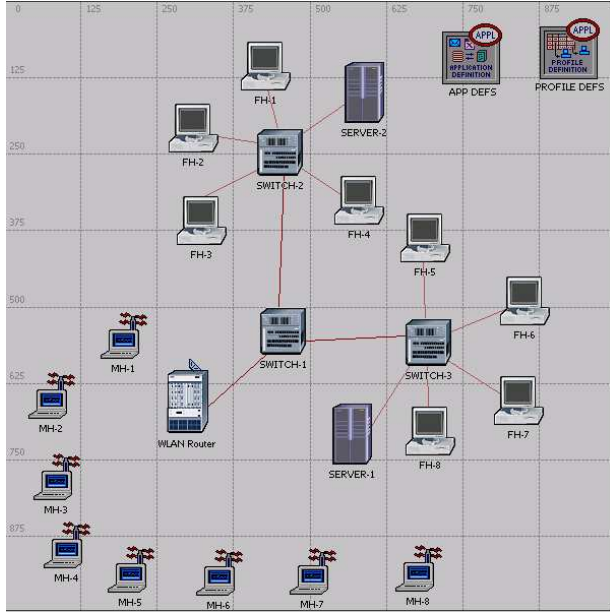 0 125 250 375 500 625 750 875
125
250
375
500
625
750
875
APPL
APPLICATION
DEFINITION
APP DEFS
APPL
PROFILE
DEFINITION
PROFILE DEFS
FH-1
SERVER-2
FH-2
SWITCH-2
FH-3
FH-4
FH-5
FH-6
MH-1
SWITCH-1
SWITCH-3
MH-2
WLAN Router
FH-7
FH-8
SERVER-1
MH-3
MH-4
MH-5
MH-6
MH-7
MH-8